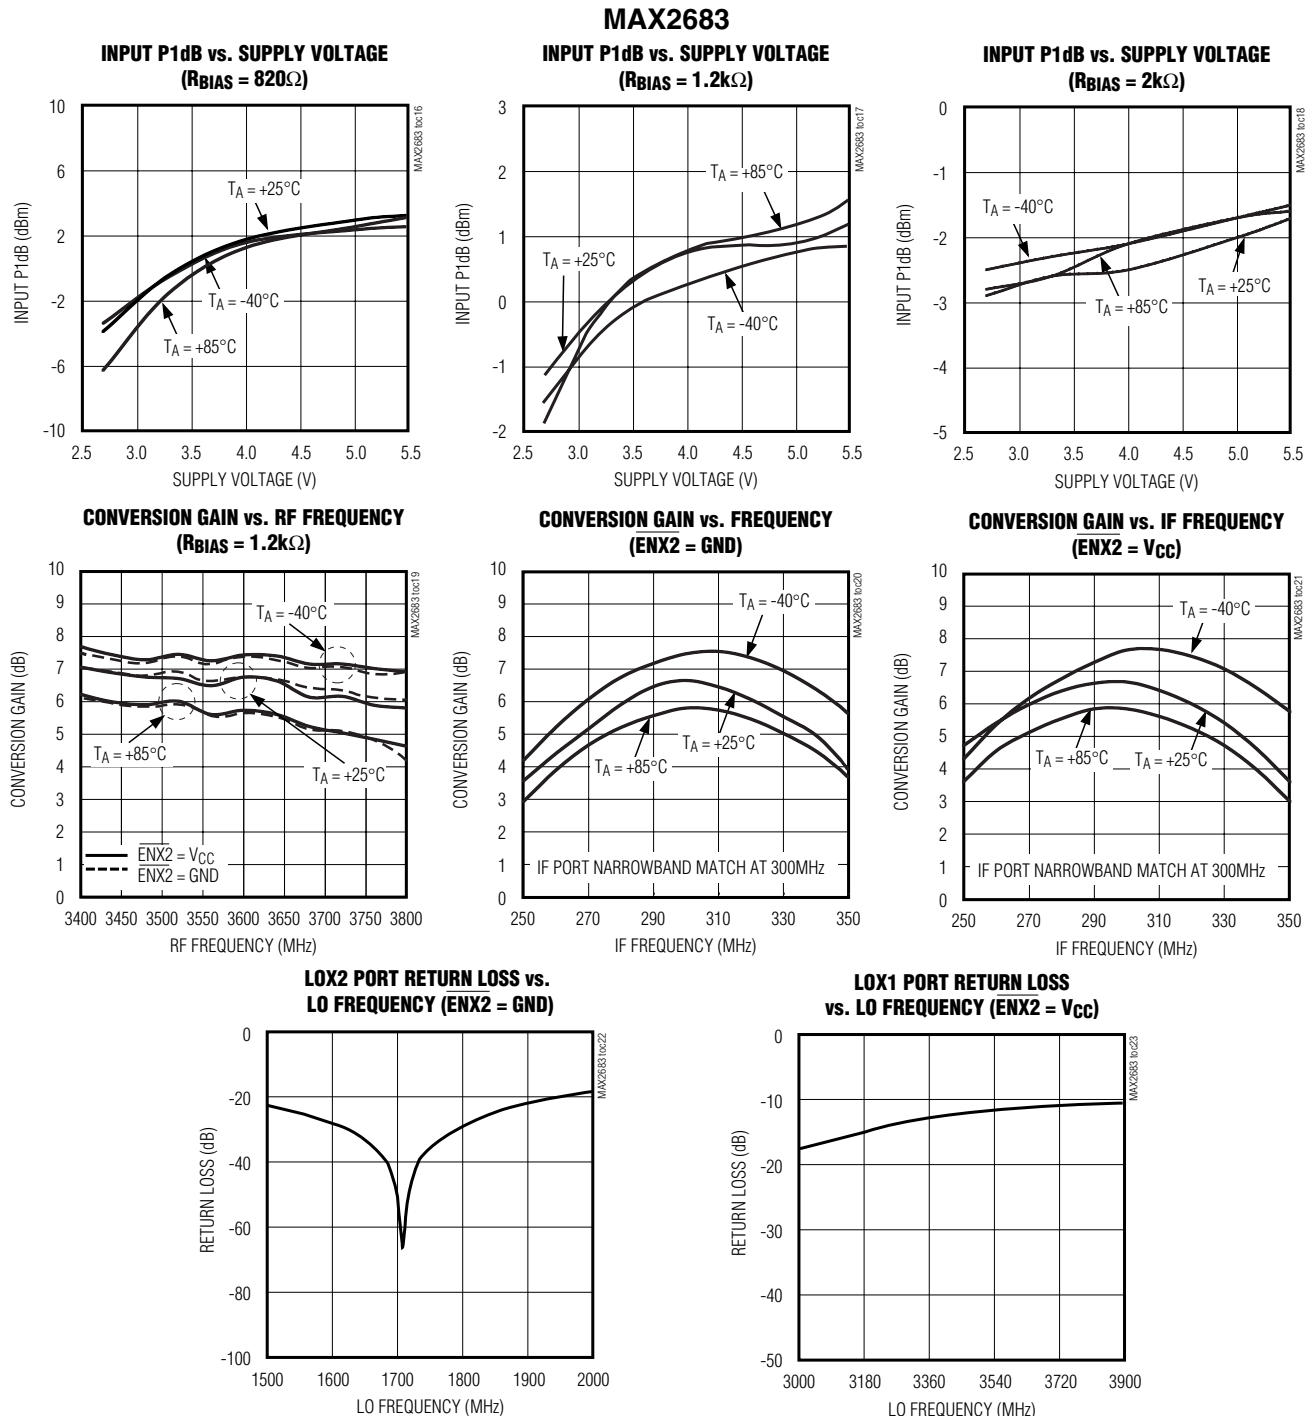 MAX2683
INPUT P1dB vs. SUPPLY VOLTAGE
(RBIAS = 820Ω)
10
6
2
-2
-6
-10
INPUT P1dB (dBm)
TA = +25°C
TA = -40°C
TA = +85°C
MAX2683 toc16
2.5 3.0 3.5 4.0 4.5 5.0 5.5
SUPPLY VOLTAGE (V)
INPUT P1dB vs. SUPPLY VOLTAGE
(RBIAS = 1.2kΩ)
3
2
1
0
-1
-2
INPUT P1dB (dBm)
TA = +85°C
TA = +25°C
TA = -40°C
MAX2683 toc17
2.5 3.0 3.5 4.0 4.5 5.0 5.5
SUPPLY VOLTAGE (V)
INPUT P1dB vs. SUPPLY VOLTAGE
(RBIAS = 2kΩ)
0
-1
-2
-3
-4
-5
INPUT P1dB (dBm)
TA = -40°C
TA = +25°C
TA = +85°C
MAX2683 toc18
2.5 3.0 3.5 4.0 4.5 5.0 5.5
SUPPLY VOLTAGE (V)
CONVERSION GAIN vs. RF FREQUENCY
(RBIAS = 1.2kΩ)
10
9
8
7
6
5
4
3
2
1
0
CONVERSION GAIN (dB)
TA = -40°C
TA = +85°C
TA = +25°C
ENX2 = VCC
ENX2 = GND
MAX2683 toc19
3400 3450 3500 3550 3600 3650 3700 3750 3800
RF FREQUENCY (MHz)
CONVERSION GAIN vs. FREQUENCY
(ENX2 = GND)
10
9
8
7
6
5
4
3
2
1
0
CONVERSION GAIN (dB)
TA = -40°C
TA = +25°C
TA = +85°C
IF PORT NARROWBAND MATCH AT 300MHz
MAX2683 toc20
250 270 290 310 330 350
IF FREQUENCY (MHz)
CONVERSION GAIN vs. IF FREQUENCY
(ENX2 = VCC)
10
9
8
7
6
5
4
3
2
1
0
CONVERSION GAIN (dB)
TA = -40°C
TA = +85°C TA = +25°C
IF PORT NARROWBAND MATCH AT 300MHz
MAX2683 toc21
250 270 290 310 330 350
IF FREQUENCY (MHz)
LOX2 PORT RETURN LOSS vs.
LO FREQUENCY (ENX2 = GND)
0
-20
-40
-60
-80
-100
RETURN LOSS (dB)
MAX2683 toc22
1500 1600 1700 1800 1900 2000
LO FREQUENCY (MHz)
LOX1 PORT RETURN LOSS
vs. LO FREQUENCY (ENX2 = VCC)
0
-10
-20
-30
-40
-50
RETURN LOSS (dB)
MAX2683 toc23
3000 3180 3360 3540 3720 3900
LO FREQUENCY (MHz)